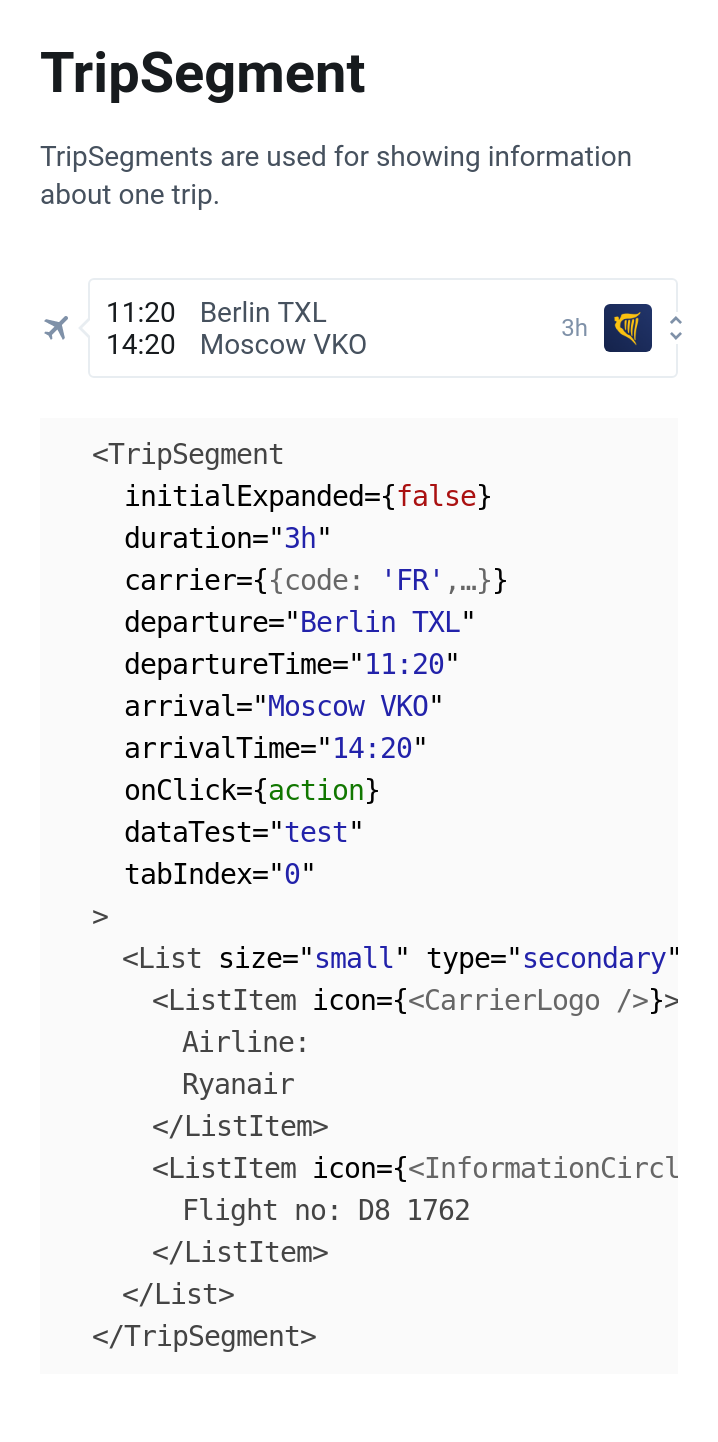 TripSegment
TripSegments are used for showing information
about one trip.
11:20 Berlin TXL
14:20 Moscow VKO
3h
<TripSegment
initialExpanded={false}
duration="3h"
carrier={{code: 'FR',…}}
departure="Berlin TXL"
departureTime="11:20"
arrival="Moscow VKO"
arrivalTime="14:20"
onClick={action}
dataTest="test"
tabIndex="0"
>
<List size="small" type="secondary"
<ListItem icon={<CarrierLogo />}>
Airline:
Ryanair
</ListItem>
<ListItem icon={<InformationCircl
Flight no: D8 1762
</ListItem>
</List>
</TripSegment>